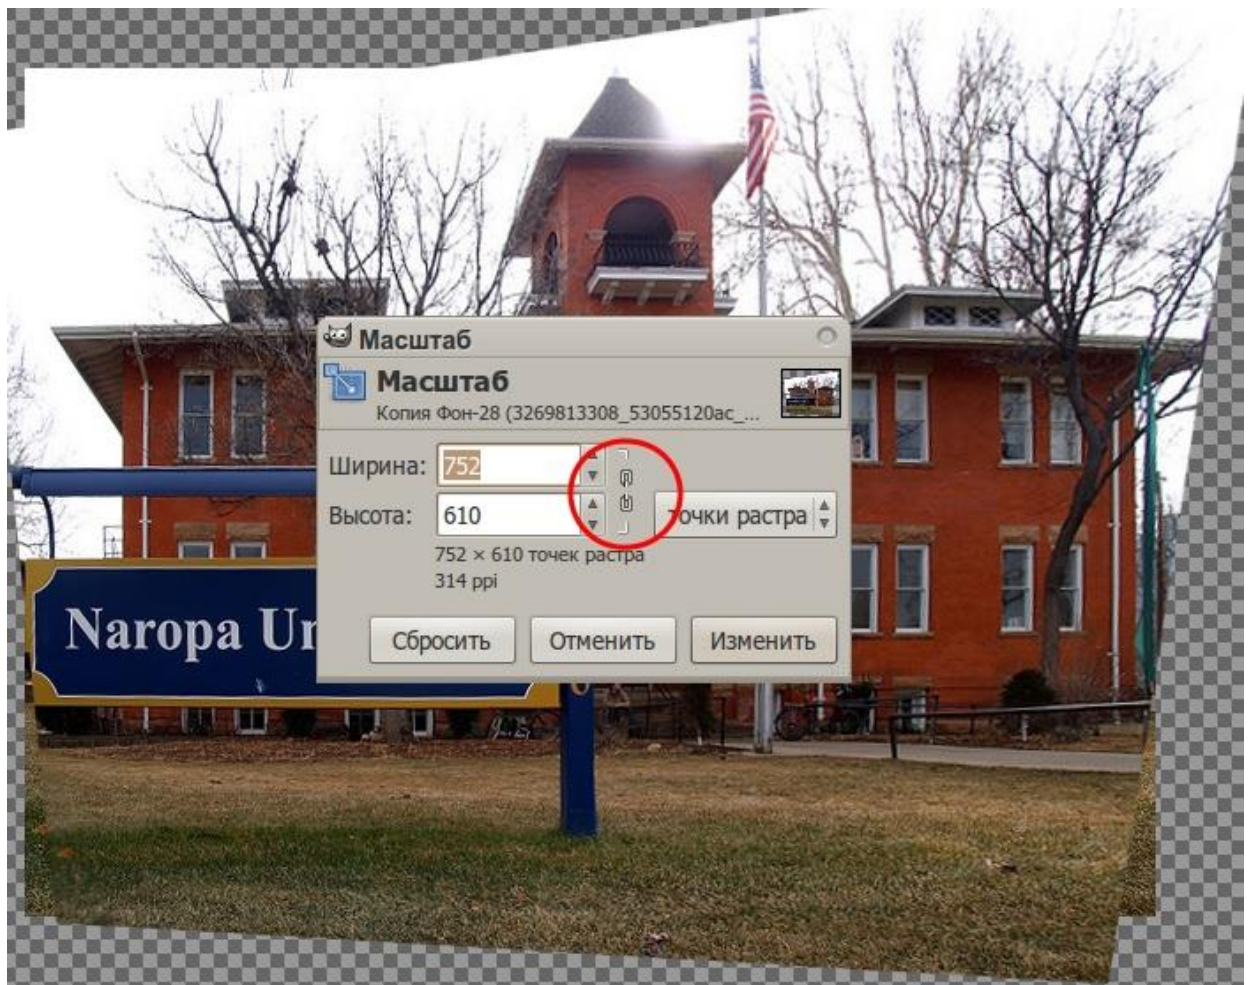 Масштаб
Масштаб
Копия Фон-28 (3269813308_53055120ac_...
Ширина: 752
Высота: 610 точки растра
752 × 610 точек растра
314 ppi
Naropa Un
Сбросить Отменить Изменить